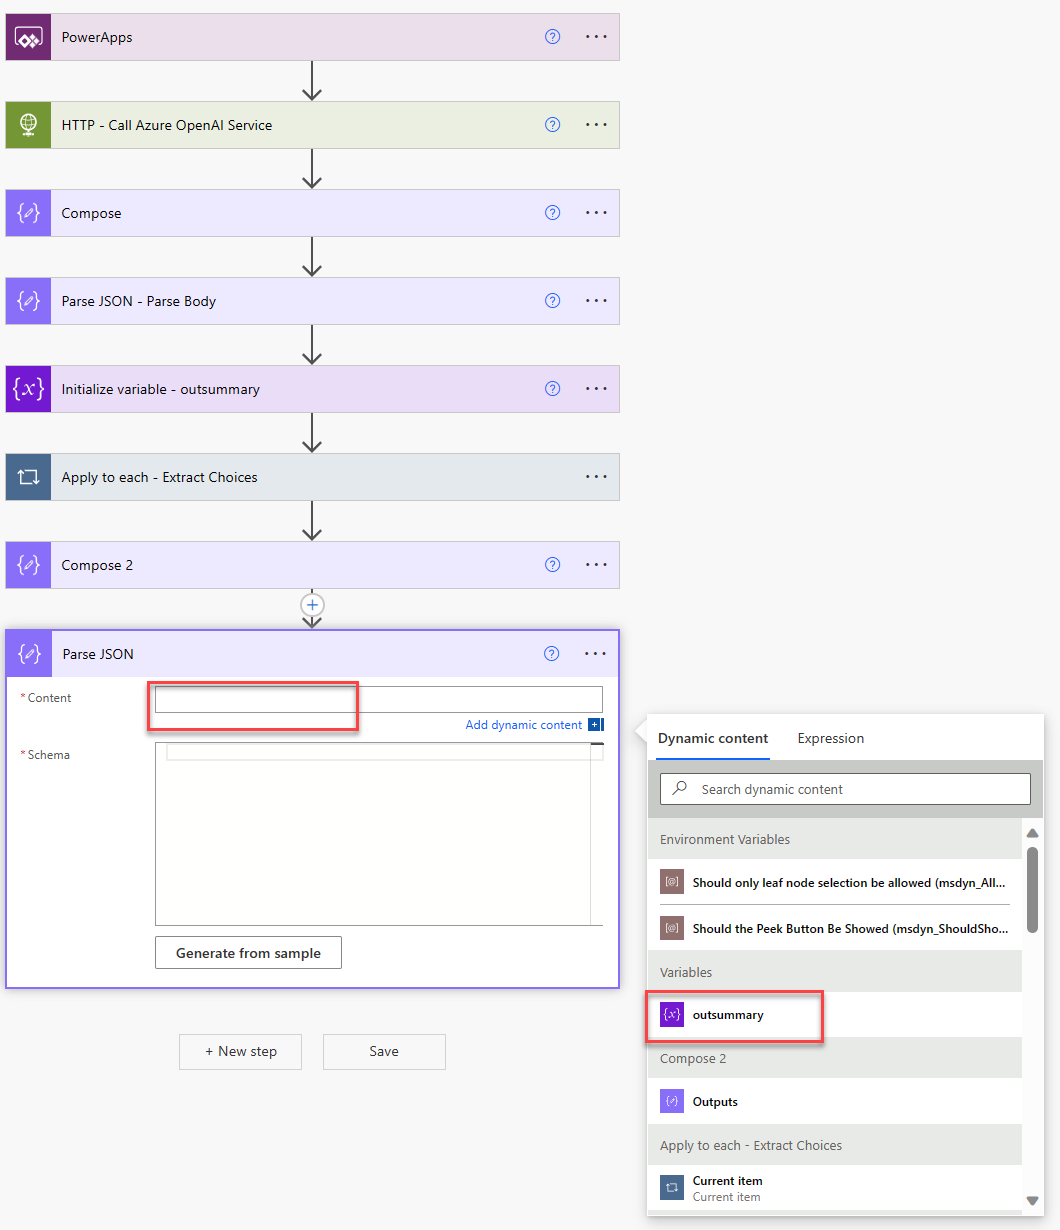 PowerApps
HTTP - Call Azure OpenAI Service
Compose
Parse JSON - Parse Body
Initialize variable - outsummary
Apply to each - Extract Choices
Compose 2
Parse JSON
* Content
Add dynamic content
* Schema
Generate from sample
+ New step
Save
Dynamic content
Expression
Search dynamic content
Environment Variables
Should only leaf node selection be allowed (msdyn_All...
Should the Peek Button Be Showed (msdyn_ShouldSho...
Variables
outsummary
Compose 2
Outputs
Apply to each - Extract Choices
Current item
Current item